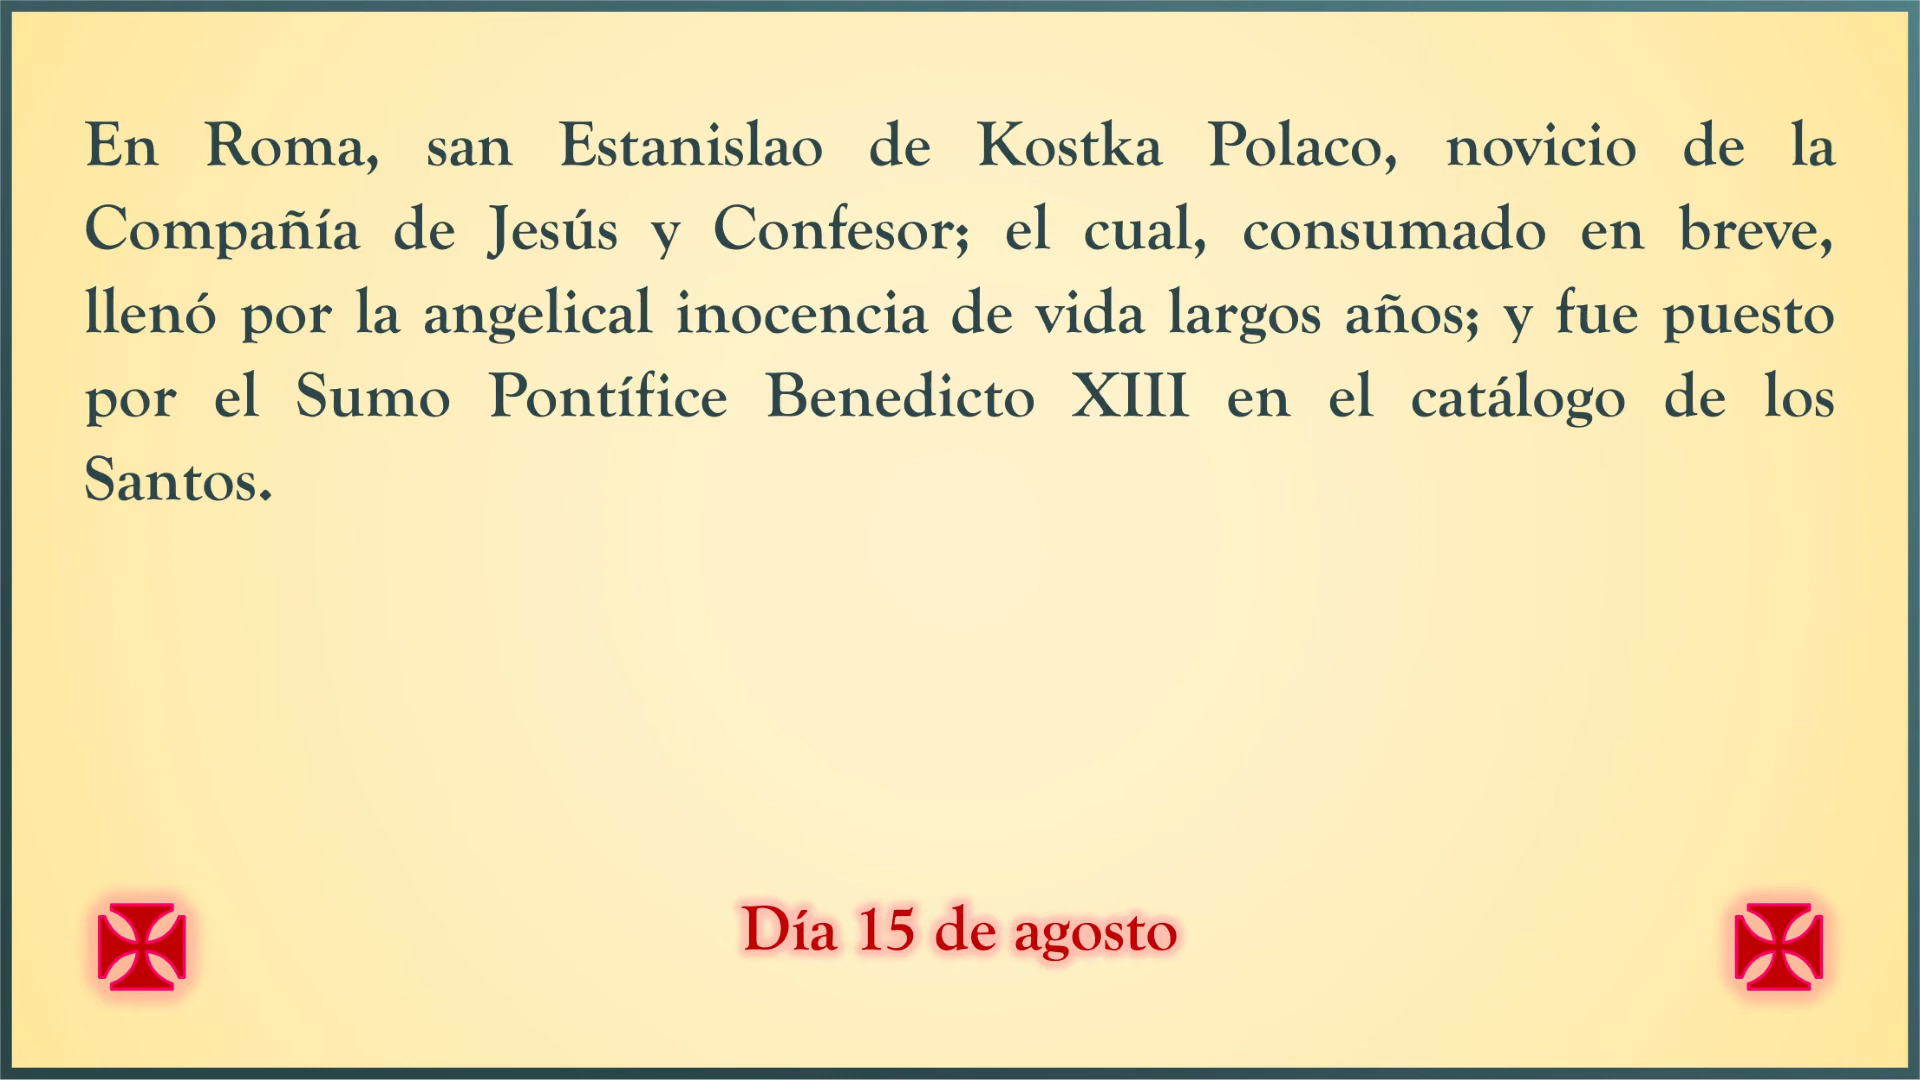 En Roma, san Estanislao de Kostka Polaco, novicio de la
Compañía de Jesús y Confesor; el cual, consumado en breve,
llenó por la angelical inocencia de vida largos años; y fue puesto
por el Sumo Pontífice Benedicto XIII en el catálogo de los
Santos.
Día 15 de agosto